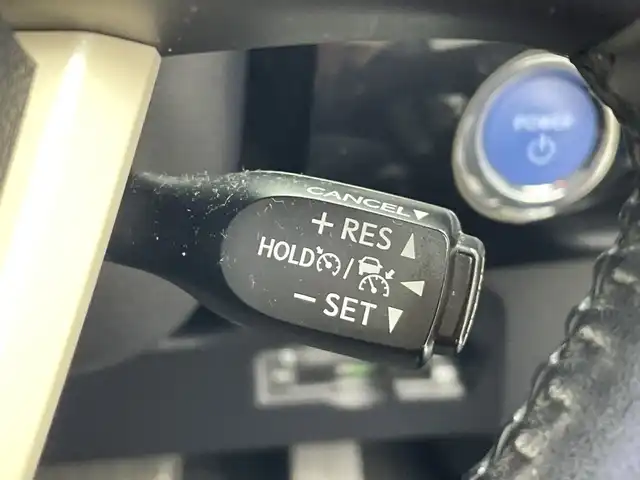 CANCEL
+ RES
HOLD /
- SET
POWER